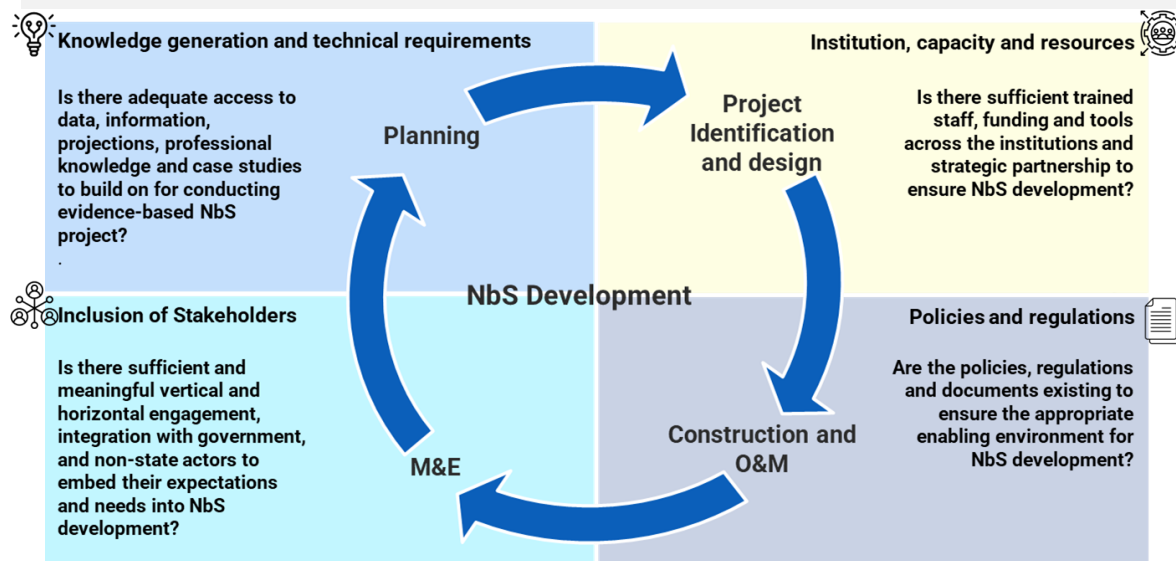 Knowledge generation and technical requirements
Is there adequate access to
data, information,
projections, professional
knowledge and case studies
to build on for conducting
evidence-based NbS
project?
.
Institution, capacity and resources
Is there sufficient trained
staff, funding and tools
across the institutions and
strategic partnership to
ensure NbS development?
Planning
Project
Identification
and design
NbS Development
Inclusion of Stakeholders
Is there sufficient and
meaningful vertical and
horizontal engagement,
integration with government,
and non-state actors to
embed their expectations
and needs into NbS
development?
Policies and regulations
Are the policies, regulations
and documents existing to
ensure the appropriate
enabling environment for
NbS development?
Construction and
O&M
M&E